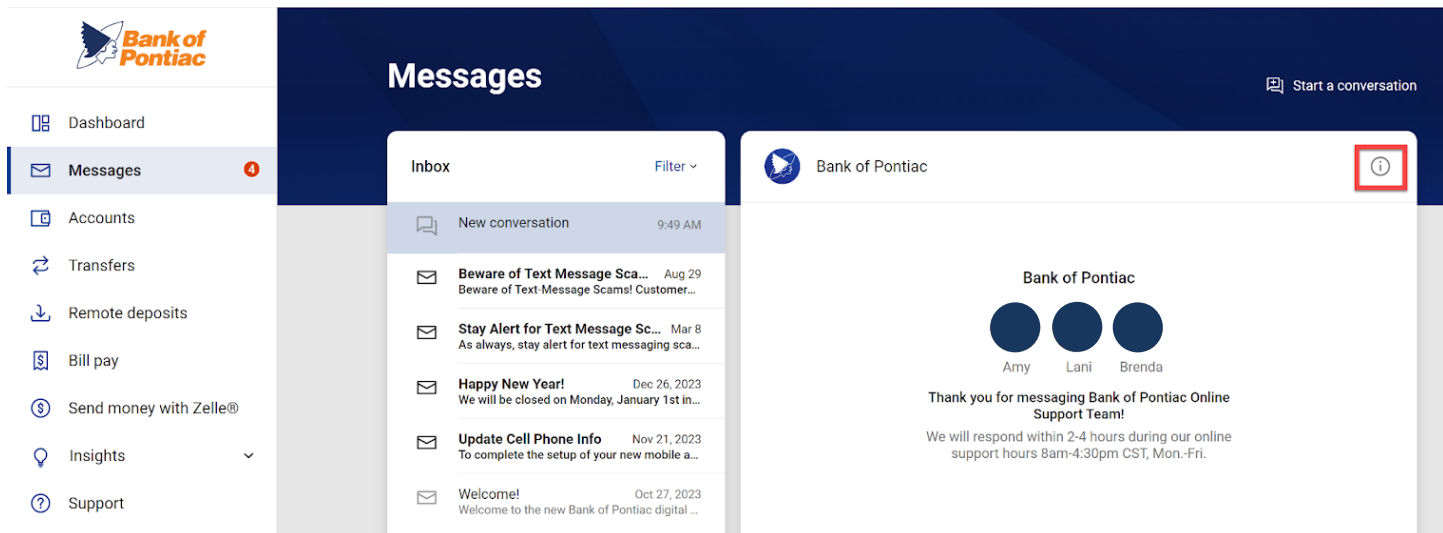 Bank of
Pontiac
Dashboard
Messages 4
Accounts
Transfers
Remote deposits
Bill pay
Send money with Zelle®
Insights
Support
Messages
Start a conversation
Inbox Filter
New conversation 9:49 AM
Beware of Text Message Sca... Aug 29
Beware of Text-Message Scams! Customer...
Stay Alert for Text Message Sc... Mar 8
As always, stay alert for text messaging sca...
Happy New Year! Dec 26, 2023
We will be closed on Monday, January 1st in...
Update Cell Phone Info Nov 21, 2023
To complete the setup of your new mobile a...
Welcome! Oct 27, 2023
Welcome to the new Bank of Pontiac digital ...
Bank of Pontiac
Bank of Pontiac
Amy Lani Brenda
Thank you for messaging Bank of Pontiac Online
Support Team!
We will respond within 2-4 hours during our online
support hours 8am-4:30pm CST, Mon.-Fri.